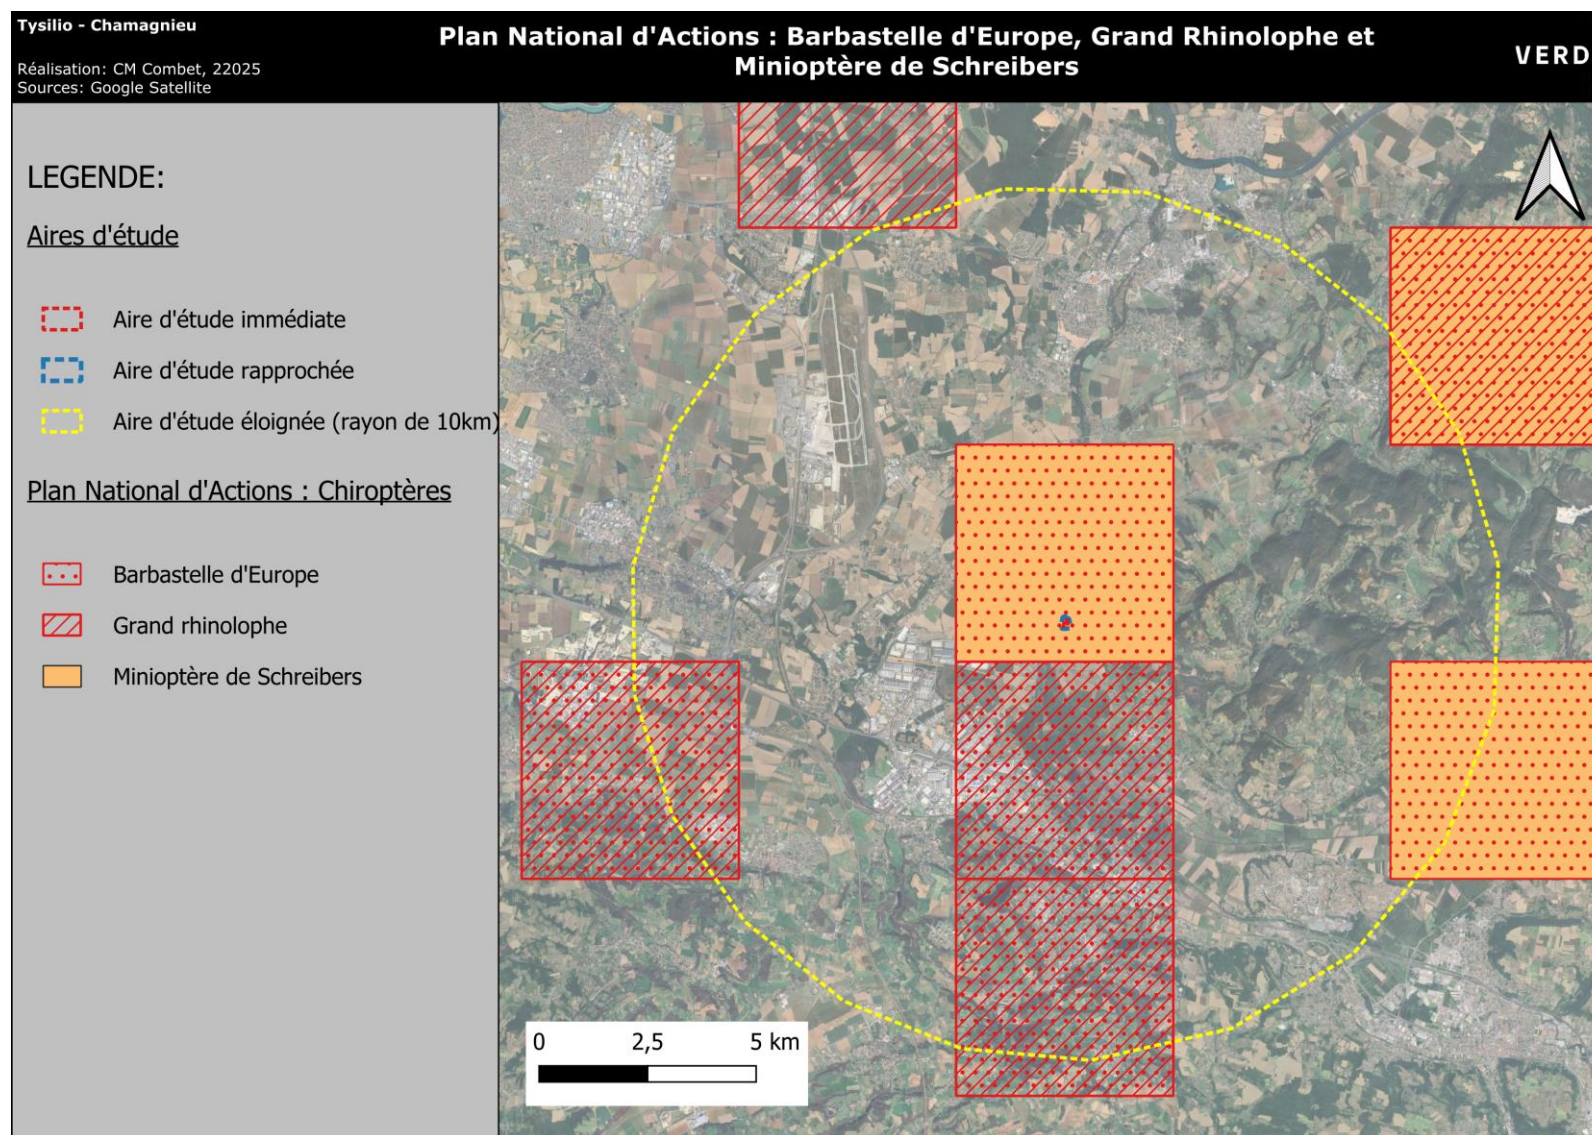 Tysilio - Chamagnieu
Réalisation: CM Combet, 22025
Sources: Google Satellite
Plan National d'Actions : Barbastelle d'Europe, Grand Rhinolophe et
Minioptère de Schreibers
VERD
LEGENDE:
Aires d'étude
Aire d'étude immédiate
Aire d'étude rapprochée
Aire d'étude éloignée (rayon de 10km)
Plan National d'Actions : Chiroptères
Barbastelle d'Europe
Grand rhinolophe
Minioptère de Schreibers
0 2,5 5 km